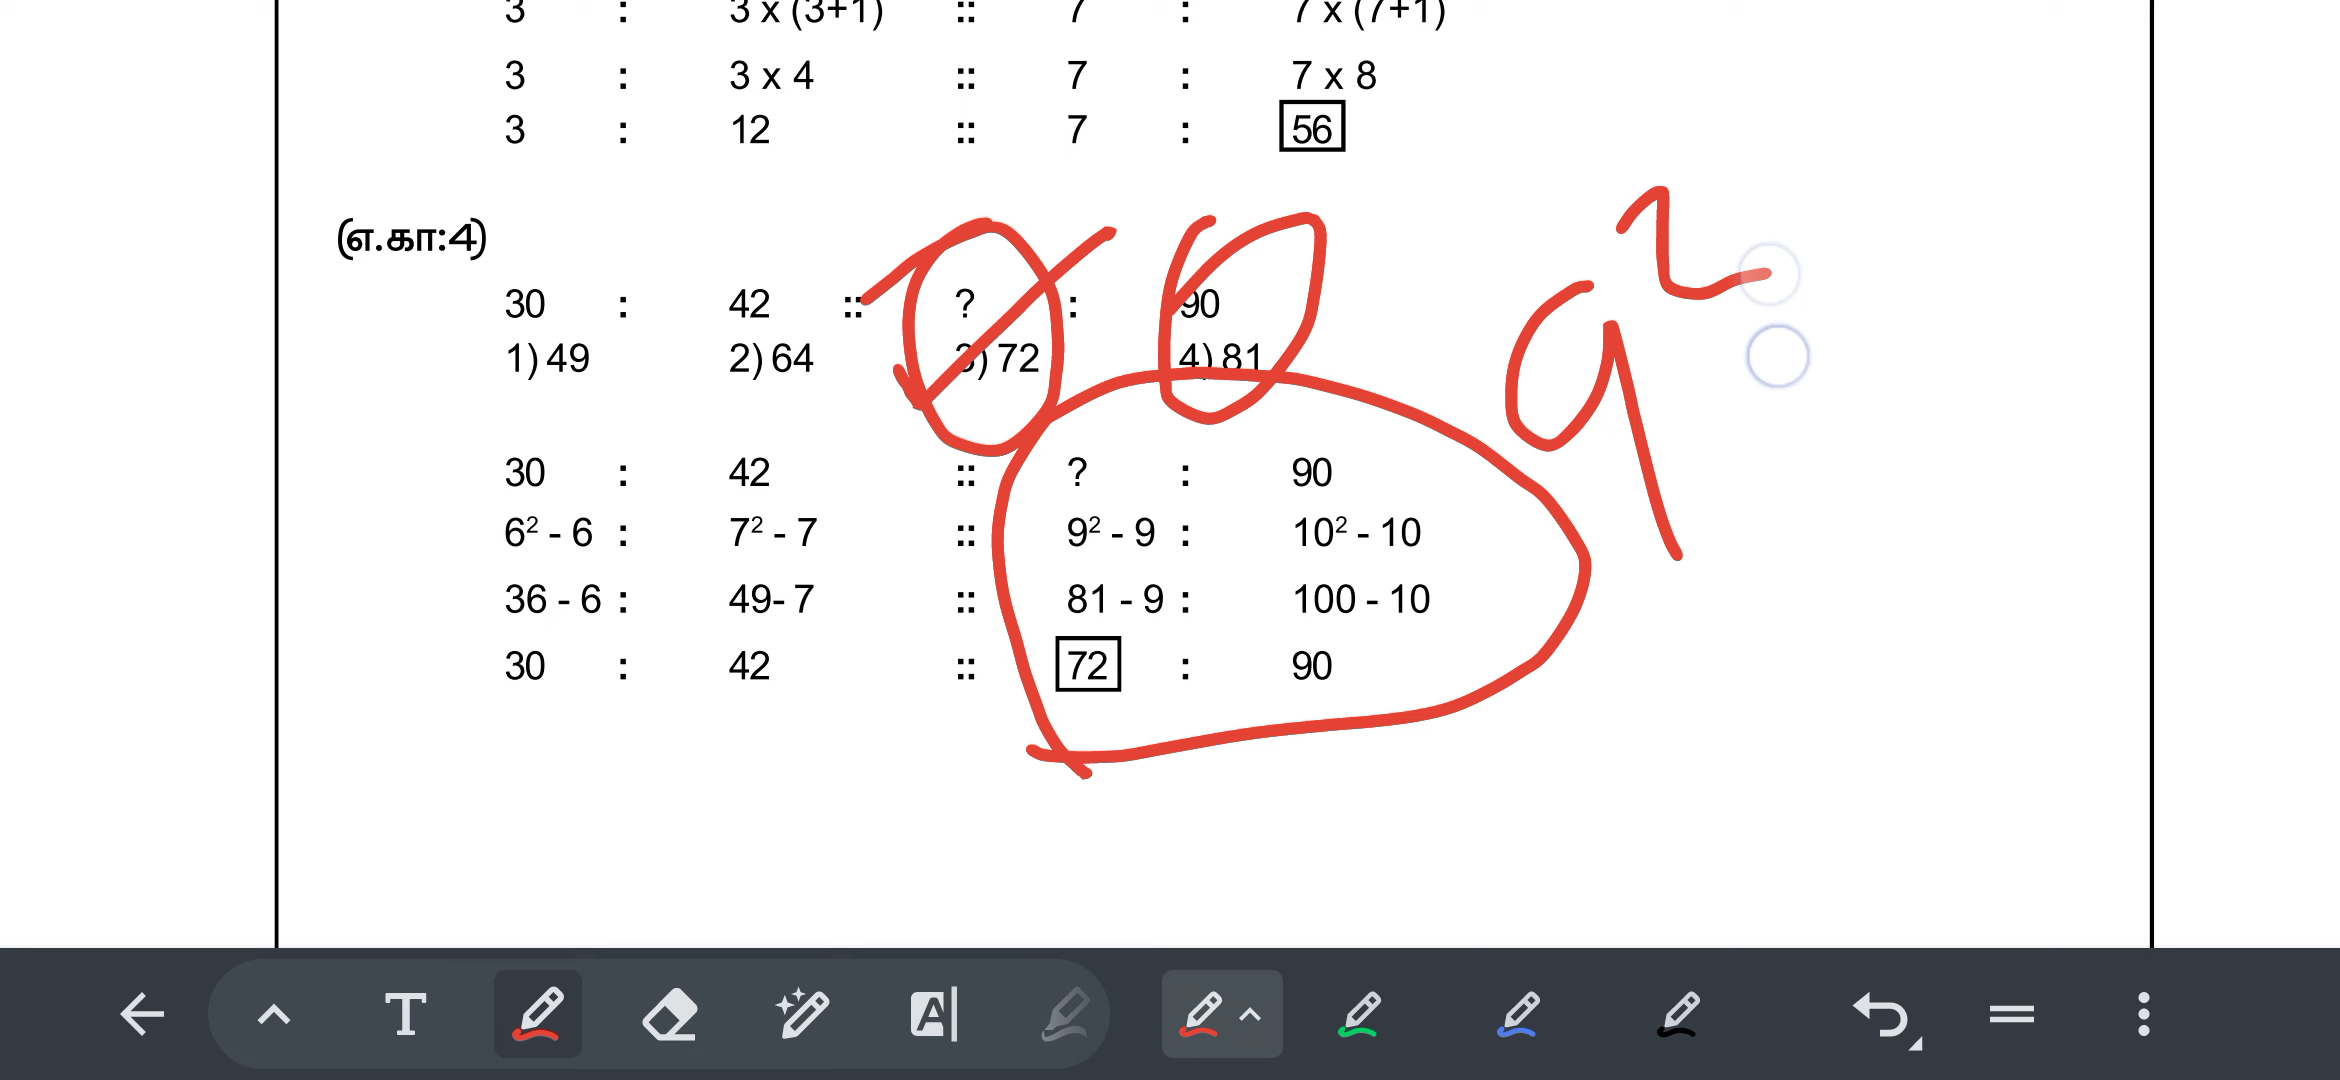 3 : 3 x (3+1) :: 7 : 7 x (7+1)
3 : 3 x 4 :: 7 : 7 x 8
3 : 12 :: 7 : 56
(எ.கா:4)
30 : 42 :: ? : 90
1) 49 2) 64 3) 72 4) 81
30 : 42 :: ? : 90
6² - 6 : 7² - 7 :: 9² - 9 : 10² - 10
36 - 6 : 49- 7 :: 81 - 9 : 100 - 10
30 : 42 :: 72 : 90
9²
T
A